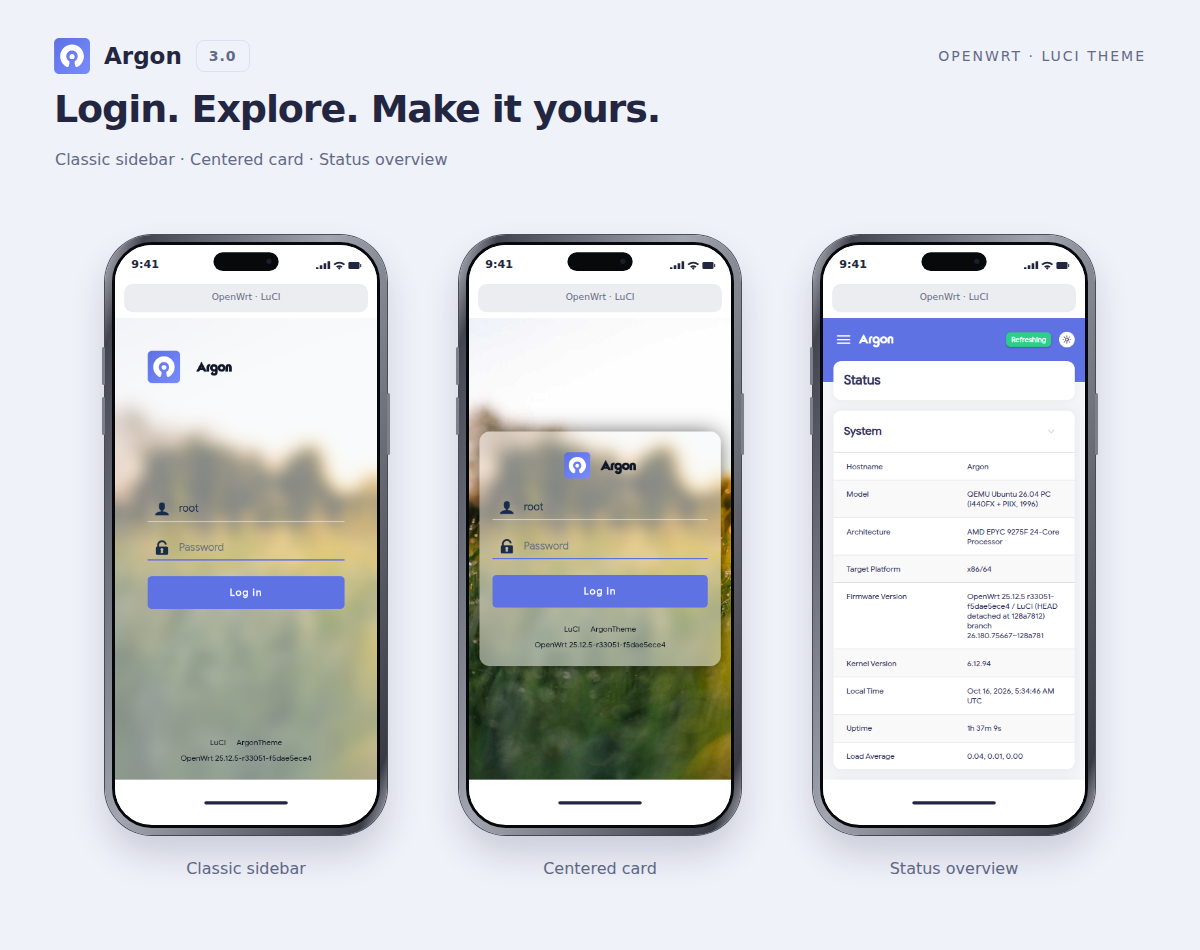 Argon 3.0
OPENWRT · LUCI THEME
Login. Explore. Make it yours.
Classic sidebar · Centered card · Status overview
9:41
OpenWrt · LuCI
Argon
root
Password
Log in
LuCI ArgonTheme
OpenWrt 25.12.5-r33051-f5dae5ece4
Classic sidebar
9:41
OpenWrt · LuCI
Argon
root
Password
Log in
LuCI ArgonTheme
OpenWrt 25.12.5-r33051-f5dae5ece4
Centered card
9:41
OpenWrt · LuCI
Argon
Refreshing
Status
System
Hostname Argon
Model QEMU Ubuntu 26.04 PC
(i440FX + PIIX, 1996)
Architecture AMD EPYC 9275F 24-Core
Processor
Target Platform x86/64
Firmware Version OpenWrt 25.12.5 r33051-
f5dae5ece4 / LuCI (HEAD
detached at 128a7812)
branch
26.180.75667~128a781
Kernel Version 6.12.94
Local Time Oct 16, 2026, 5:34:46 AM
UTC
Uptime 1h 37m 9s
Load Average 0.04, 0.01, 0.00
Status overview